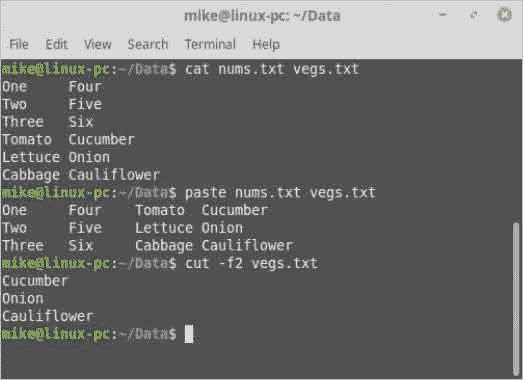 mike@linux-pc: ~/Data
File Edit View Search Terminal Help
mike@linux-pc:~/Data$ cat nums.txt vegs.txt
One     Four
Two     Five
Three   Six
Tomato  Cucumber
Lettuce Onion
Cabbage Cauliflower
mike@linux-pc:~/Data$ paste nums.txt vegs.txt
One     Four    Tomato  Cucumber
Two     Five    Lettuce Onion
Three   Six     Cabbage Cauliflower
mike@linux-pc:~/Data$ cut -f2 vegs.txt
Cucumber
Onion
Cauliflower
mike@linux-pc:~/Data$